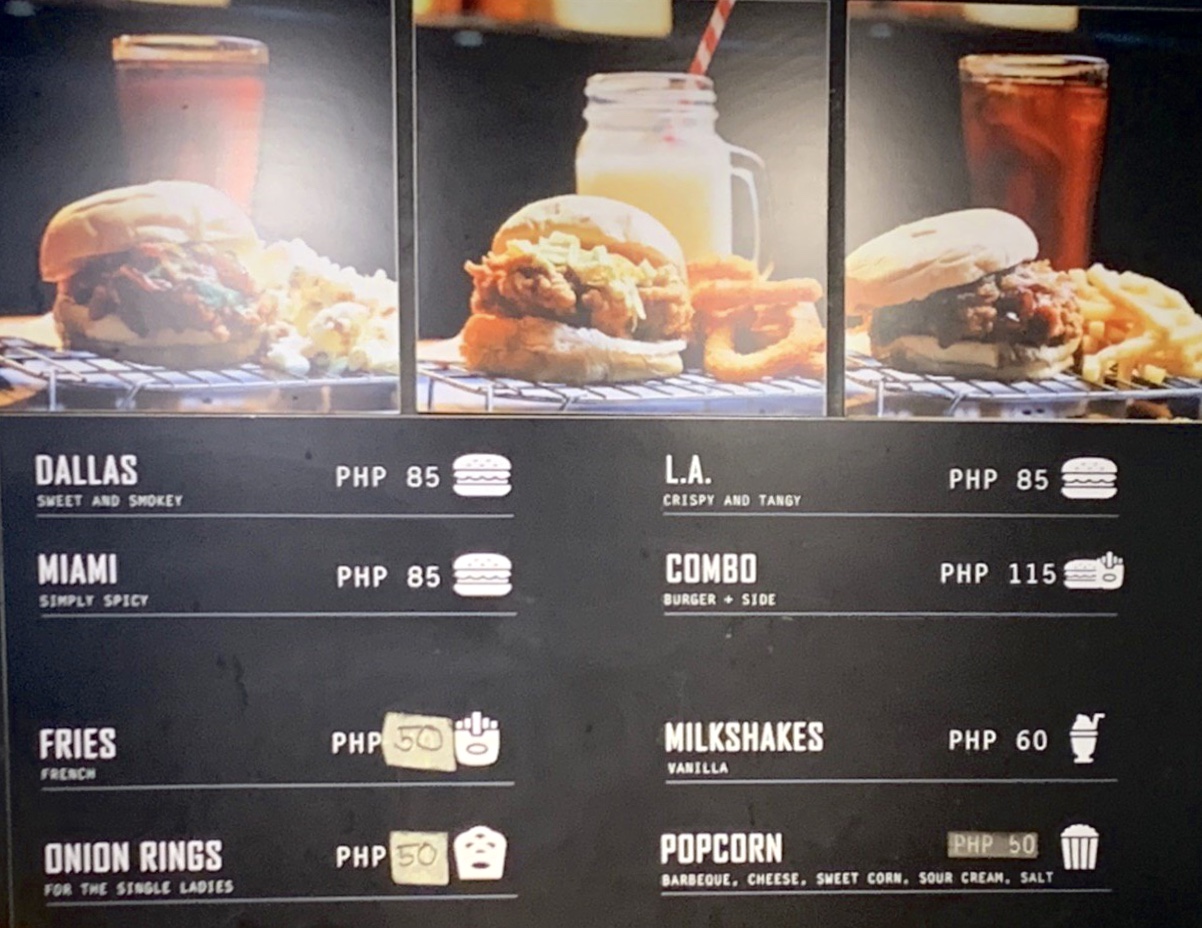 DALLAS PHP 85
SWEET AND SMOKEY
MIAMI PHP 85
SIMPLY SPICY
FRIES PHP 50
FRENCH
ONION RINGS PHP 50
FOR THE SINGLE LADIES
L.A. PHP 85
CRISPY AND TANGY
COMBO PHP 115
BURGER + SIDE
MILKSHAKES PHP 60
VANILLA
POPCORN PHP 50
BARBEQUE, CHEESE, SWEET CORN, SOUR CREAM, SALT